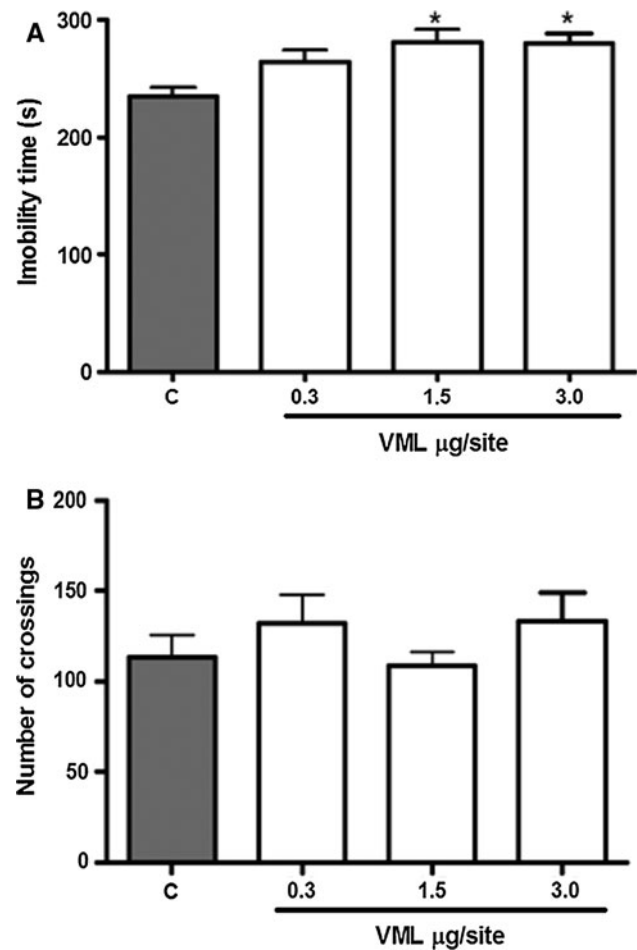 A
Imobility time (s)
300
200
100
0
* *
C 0.3 1.5 3.0
VML μg/site
B
Number of crossings
200
150
100
50
0
C 0.3 1.5 3.0
VML μg/site